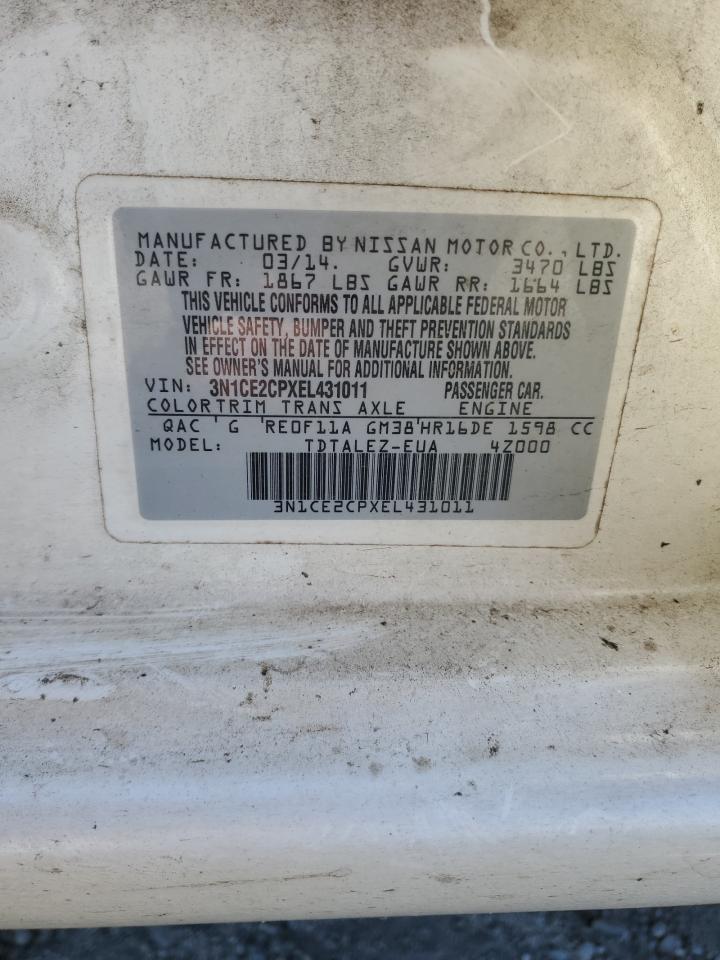 MANUFACTURED BY NISSAN MOTOR CO., LTD.
DATE: 03/14. GVWR: 3470 LBS
GAWR FR: 1867 LBS GAWR RR: 1664 LBS
THIS VEHICLE CONFORMS TO ALL APPLICABLE FEDERAL MOTOR
VEHICLE SAFETY, BUMPER AND THEFT PREVENTION STANDARDS
IN EFFECT ON THE DATE OF MANUFACTURE SHOWN ABOVE.
SEE OWNER'S MANUAL FOR ADDITIONAL INFORMATION.
VIN: 3N1CE2CPXEL431011 PASSENGER CAR.
COLORTRIM TRANS AXLE ENGINE
QAC ' G 'RE0F11A GM38'HR16DE 1598 CC
MODEL: TDTALEZ-EUA 4Z000
3N1CE2CPXEL431011